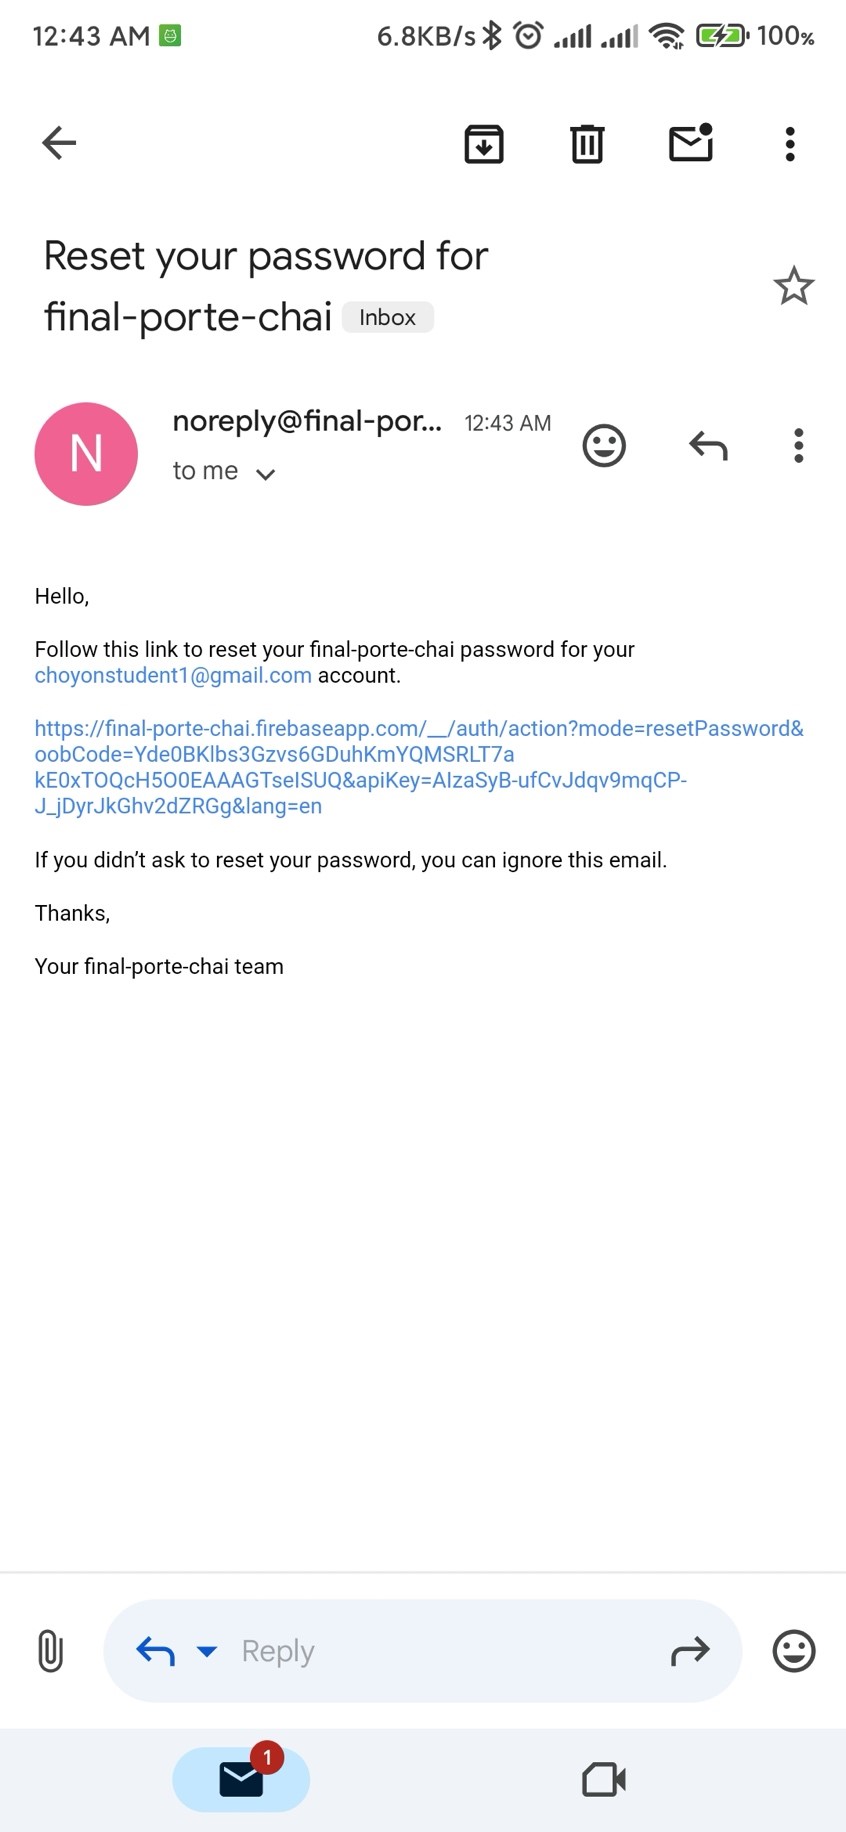 12:43 AM
6.8KB/s
100%
Reset your password for
final-porte-chai Inbox
N
noreply@final-por... 12:43 AM
to me
Hello,
Follow this link to reset your final-porte-chai password for your
choyonstudent1@gmail.com account.
https://final-porte-chai.firebaseapp.com/__/auth/action?mode=resetPassword&
oobCode=Yde0BKlbs3Gzvs6GDuhKmYQMSRLT7a
kE0xTOQcH5O0EAAAGTseISUQ&apiKey=AIzaSyB-ufCvJdqv9mqCP-
J_jDyrJkGhv2dZRGg&lang=en
If you didn’t ask to reset your password, you can ignore this email.
Thanks,
Your final-porte-chai team
Reply
1